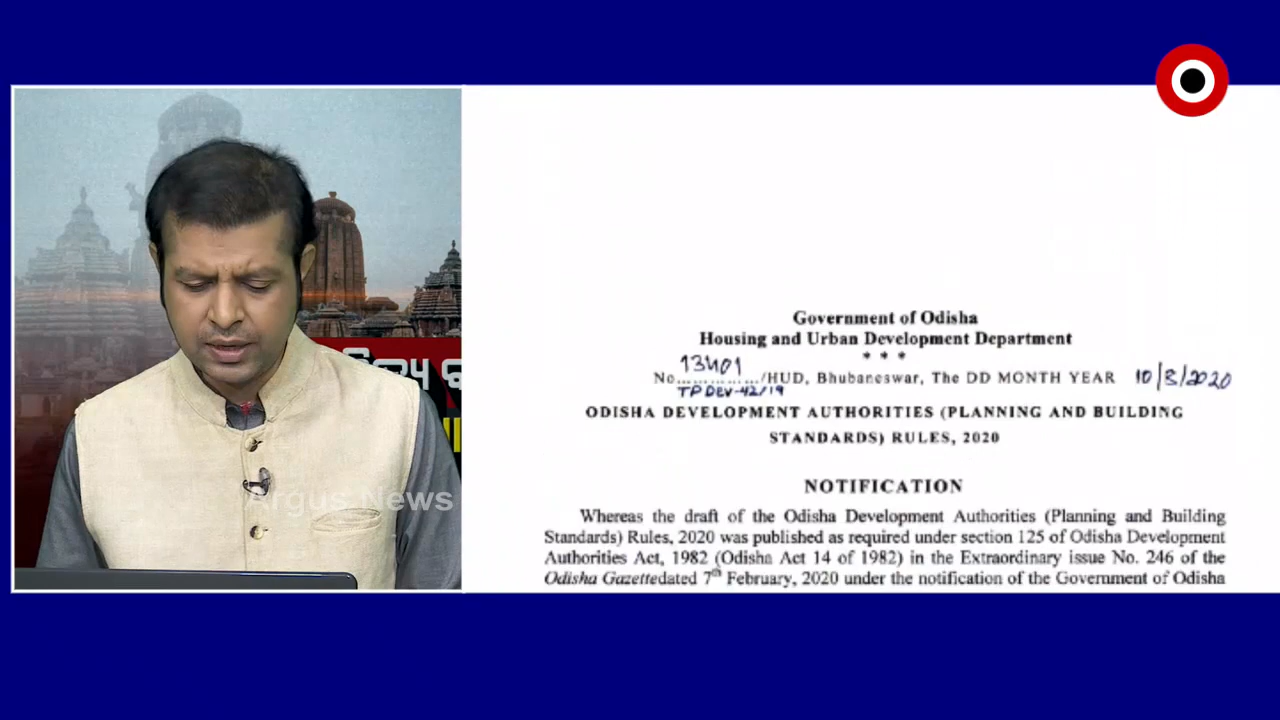 Argus News
Government of Odisha
Housing and Urban Development Department
* * *
13401
No............../HUD, Bhubaneswar, The DD MONTH YEAR 10/8/2020
TP Dev-42/19
ODISHA DEVELOPMENT AUTHORITIES (PLANNING AND BUILDING
STANDARDS) RULES, 2020
NOTIFICATION
Whereas the draft of the Odisha Development Authorities (Planning and Building
Standards) Rules, 2020 was published as required under section 125 of Odisha Development
Authorities Act, 1982 (Odisha Act 14 of 1982) in the Extraordinary issue No. 246 of the
Odisha Gazettedated 7th February, 2020 under the notification of the Government of Odisha